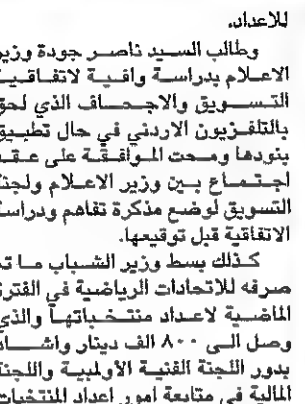 للاعداد.
وطالب السيد ناصر جودة وزير
الاعلام بدراسة وافية لاتفاقية
التسويق والاجحاف الذي لحق
بالتلفزيون الاردني في حال تطبيق
بنودها وتمت الموافقة على عقد
اجتماع بين وزير الاعلام ولجنة
التسويق لوضع مذكرة تفاهم ودراسة
الاتفاقية قبل توقيعها.
كذلك بسط وزير الشباب ما تم
صرفه للاتحادات الرياضية في الفترة
الماضية لاعداد منتخباتها والذي
وصل الى ٨٠٠ الف دينار واشاد
بدور اللجنة الفنية الأولمبية واللجنة
المالية في متابعة امور اعداد المنتخبات